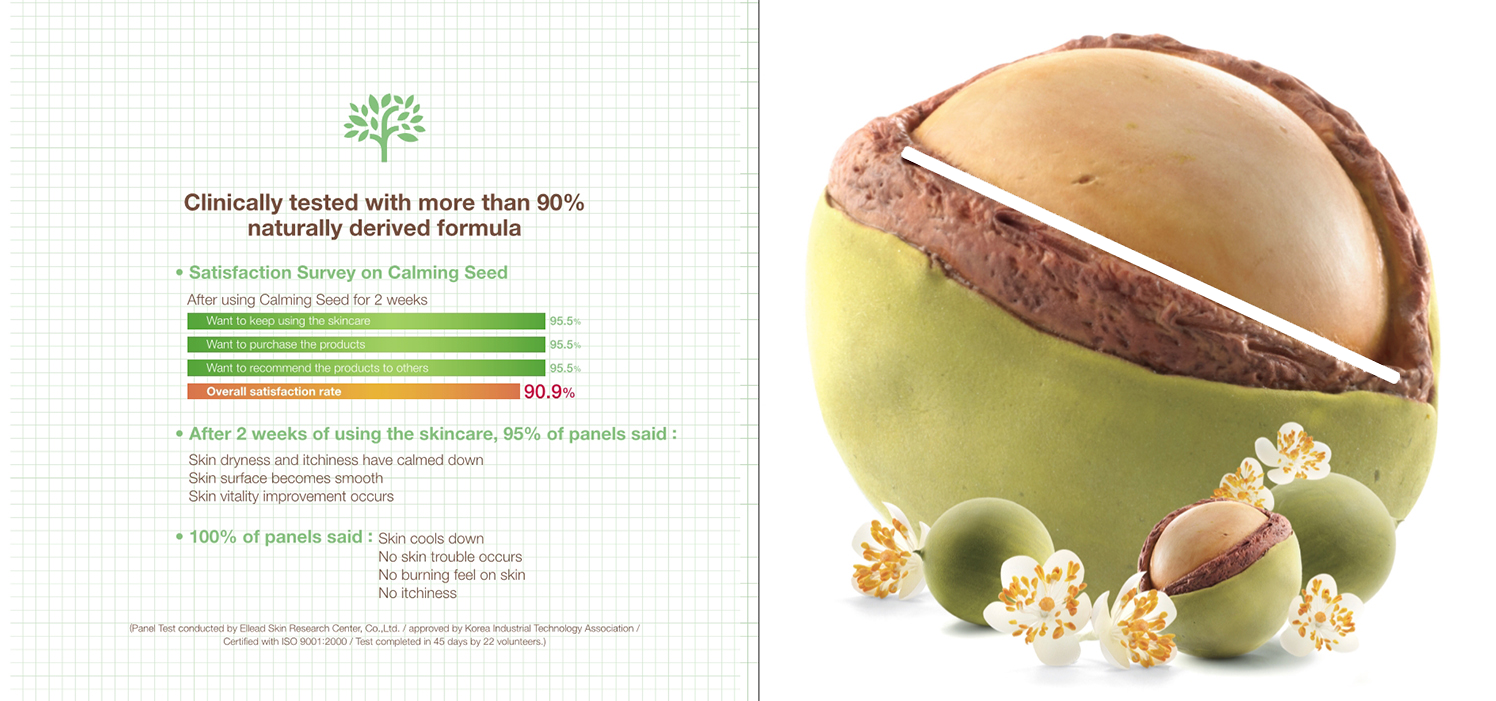 Clinically tested with more than 90%
naturally derived formula
• Satisfaction Survey on Calming Seed
After using Calming Seed for 2 weeks
Want to keep using the skincare 95.5%
Want to purchase the products 95.5%
Want to recommend the products to others 95.5%
Overall satisfaction rate 90.9%
• After 2 weeks of using the skincare, 95% of panels said :
Skin dryness and itchiness have calmed down
Skin surface becomes smooth
Skin vitality improvement occurs
• 100% of panels said : Skin cools down
No skin trouble occurs
No burning feel on skin
No itchiness
(Panel Test conducted by Ellead Skin Research Center, Co.,Ltd. / approved by Korea Industrial Technology Association /
Certified with ISO 9001:2000 / Test completed in 45 days by 22 volunteers.)